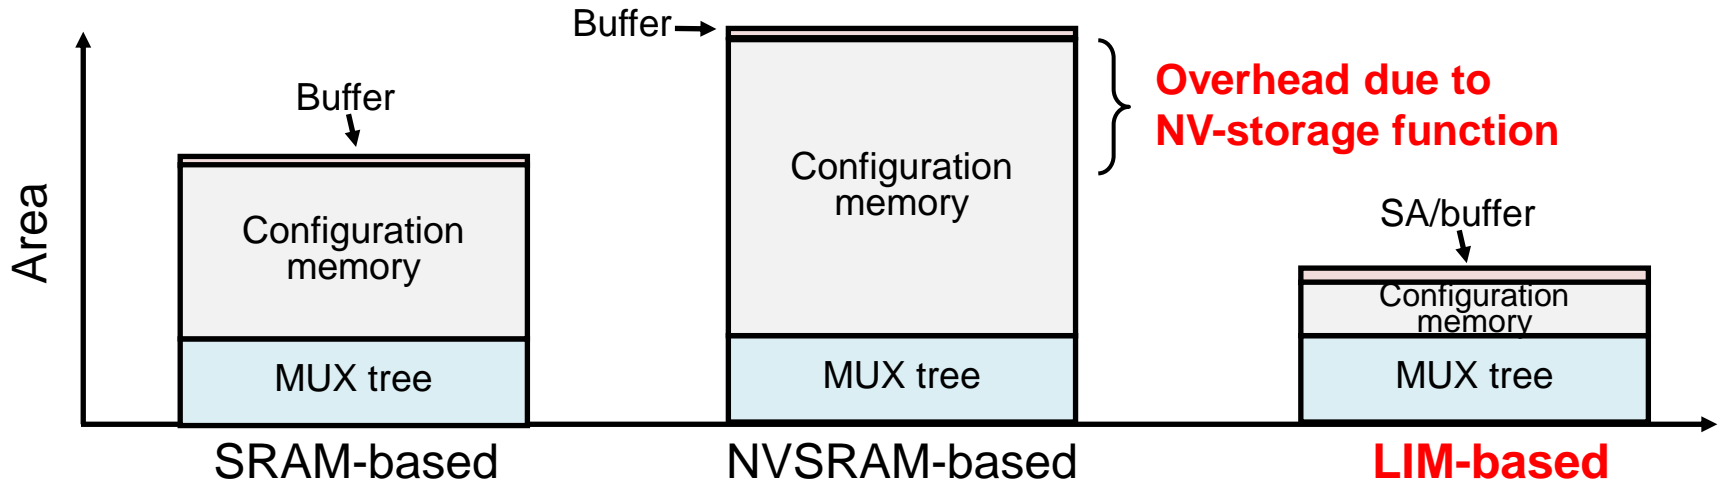 Buffer
Overhead due to
NV-storage function
Buffer
Configuration
memory
SA/buffer
Area
Configuration
memory
Configuration
memory
MUX tree
MUX tree
MUX tree
SRAM-based
NVSRAM-based
LIM-based